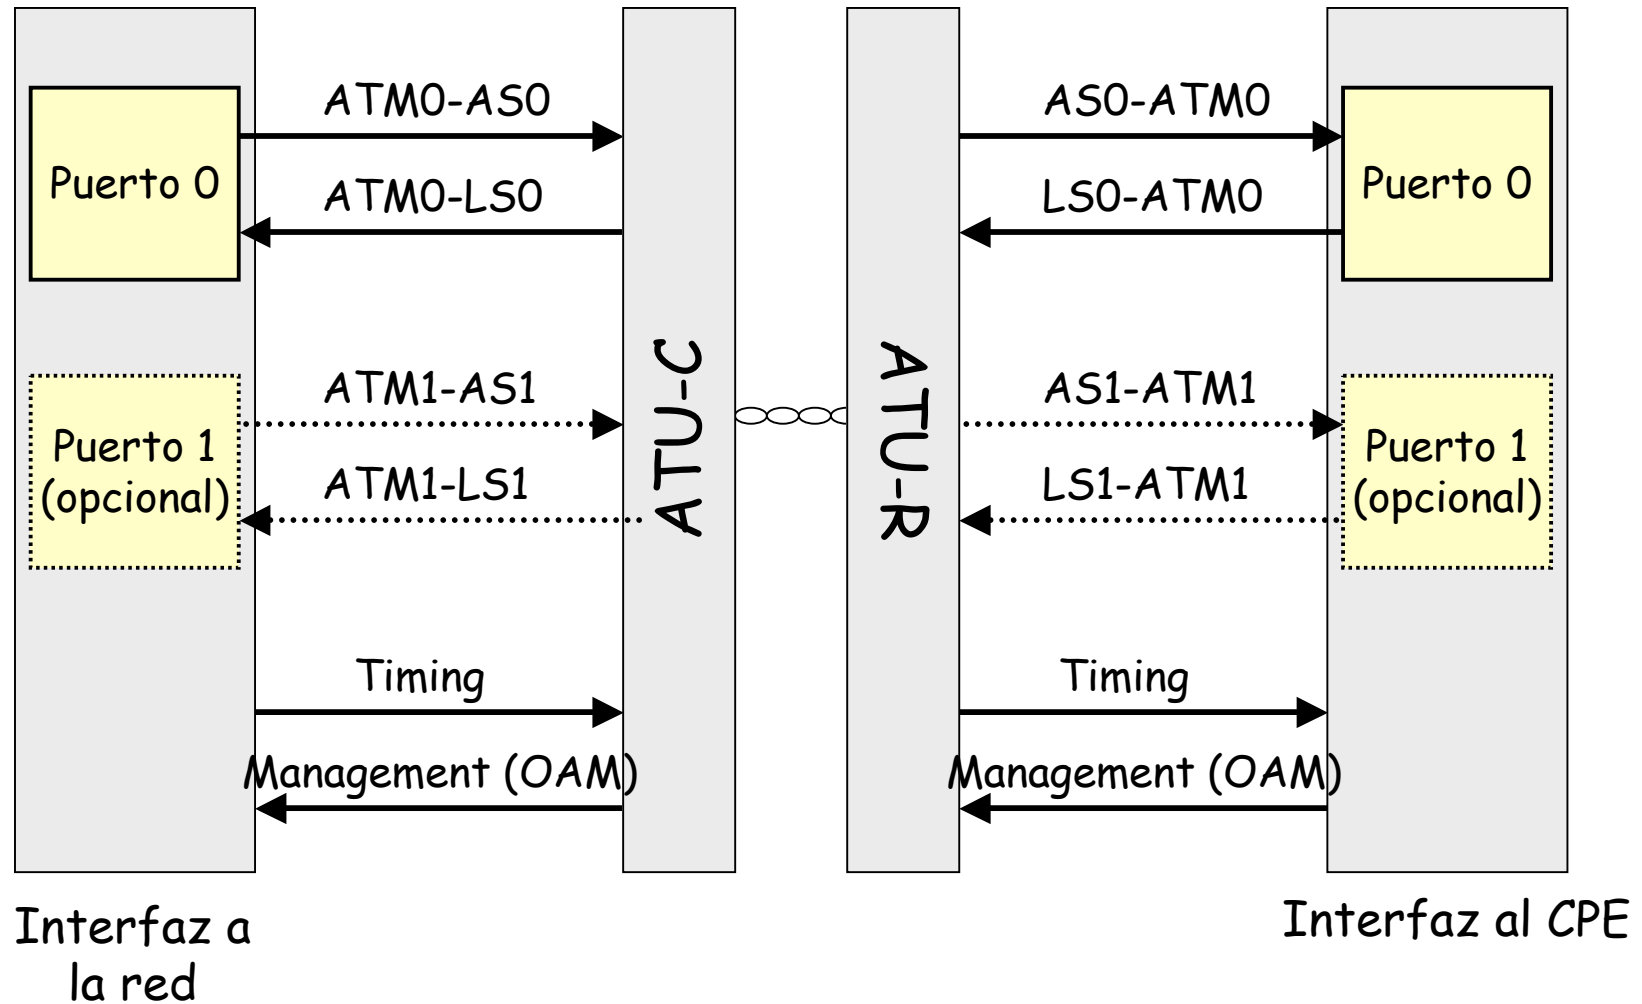 ATM0-AS0
AS0-ATM0
Puerto 0
ATM0-LS0
LS0-ATM0
Puerto 0
ATU-C
ATU-R
ATM1-AS1
AS1-ATM1
Puerto 1
(opcional)
ATM1-LS1
LS1-ATM1
Puerto 1
(opcional)
Timing
Timing
Management (OAM)
Management (OAM)
Interfaz a
la red
Interfaz al CPE